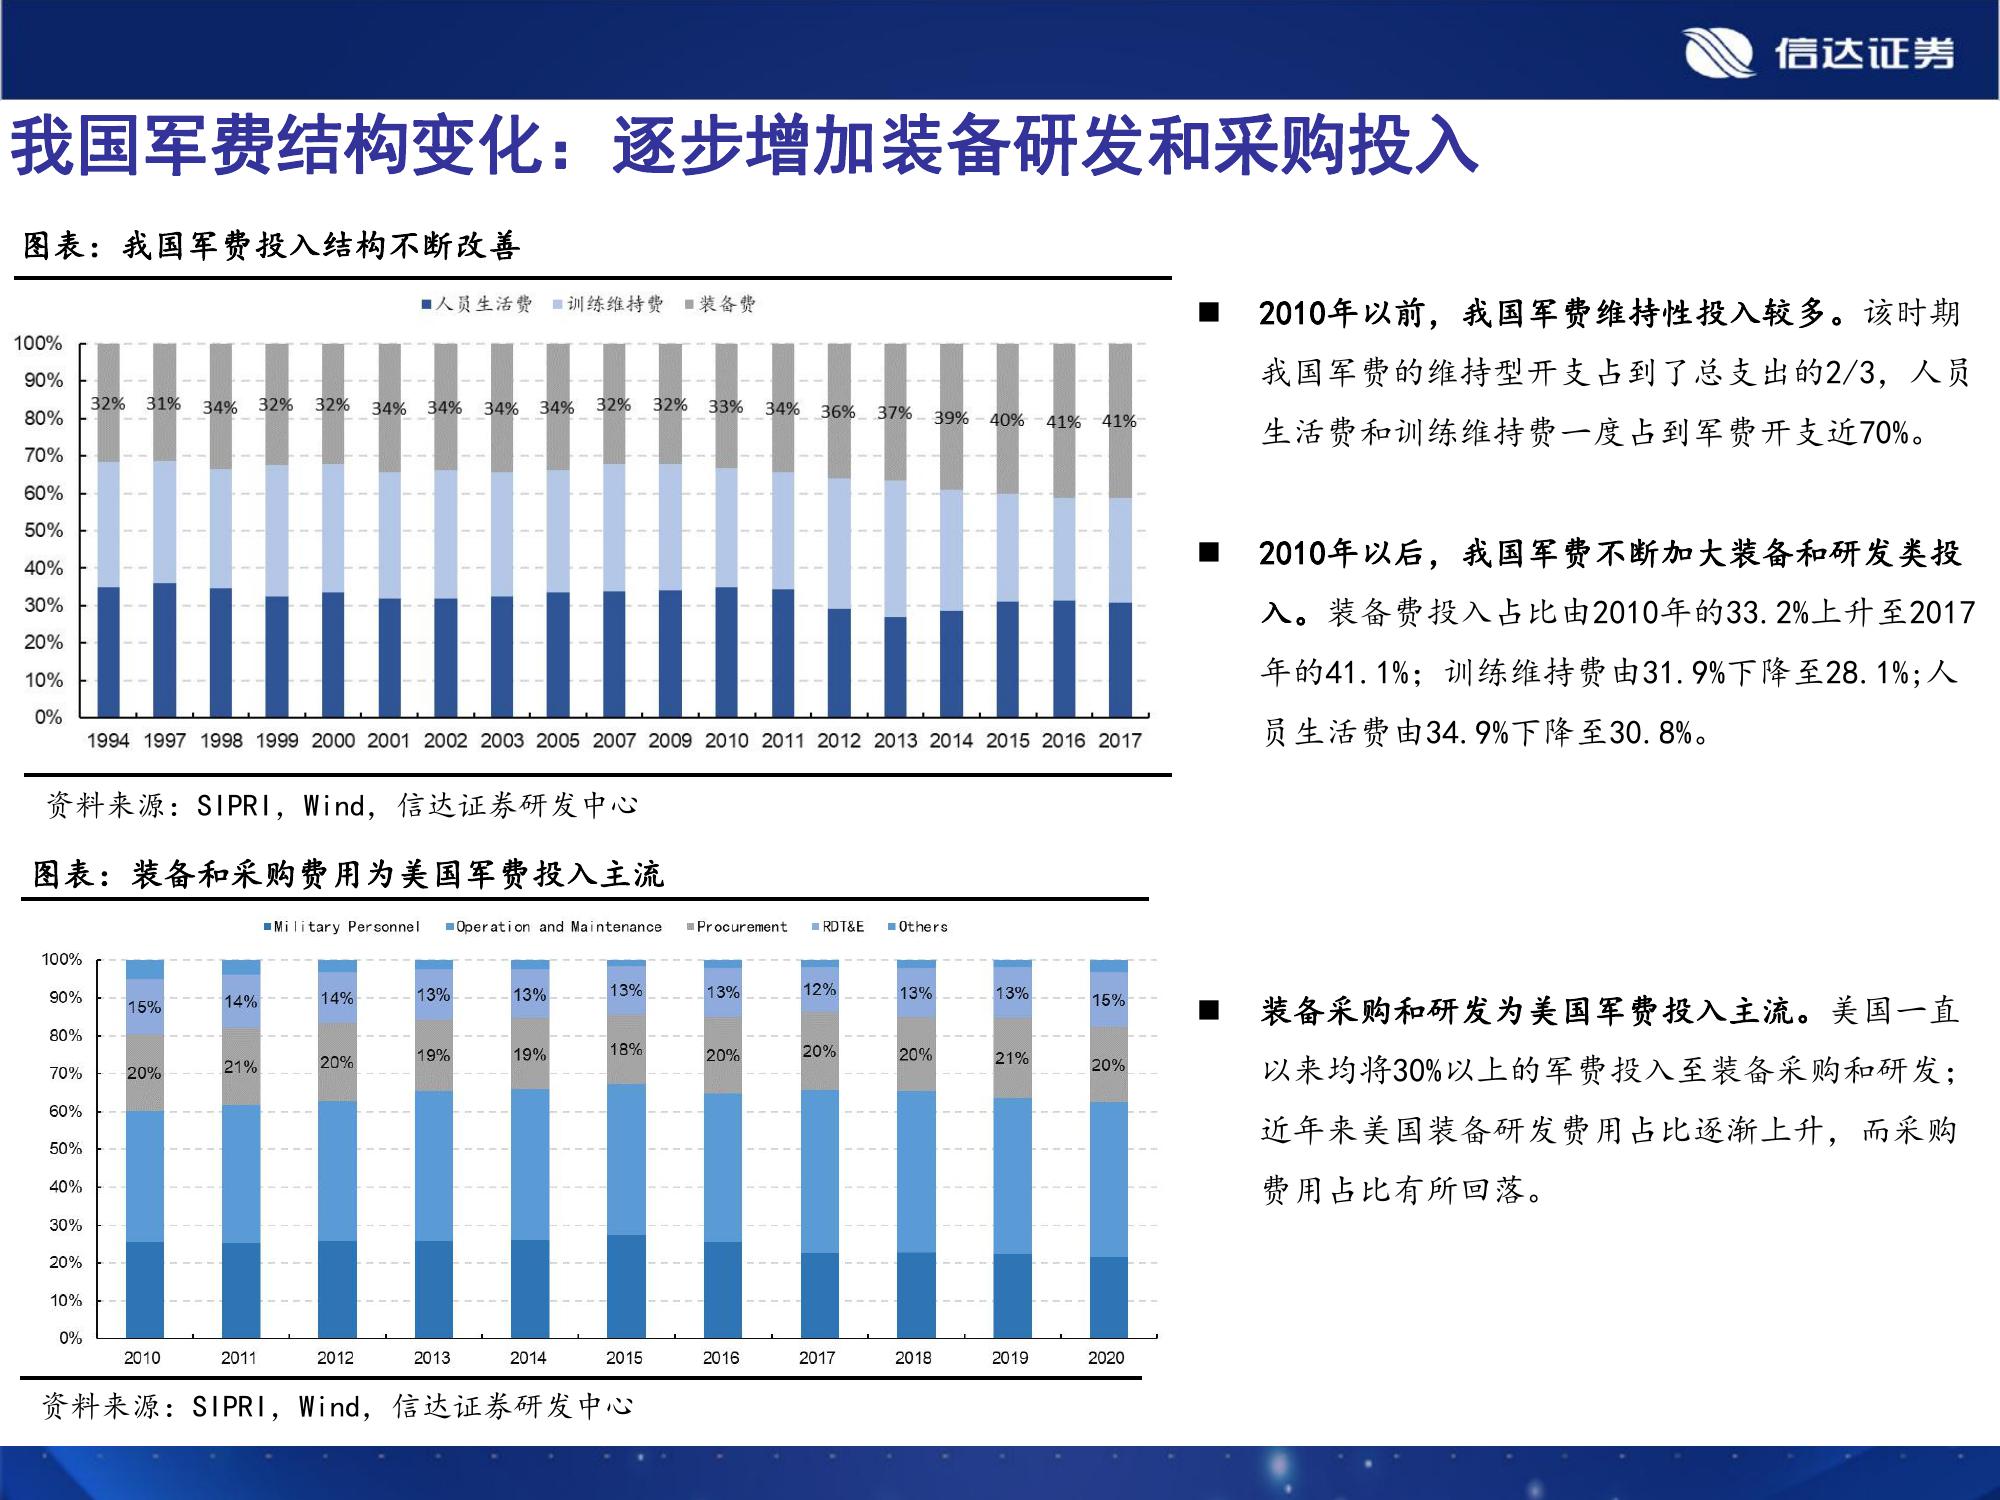 信达证券
我国军费结构变化：逐步增加装备研发和采购投入
图表：我国军费投入结构不断改善
人员生活费 训练维持费 装备费
100%
90%
80%
70%
60%
50%
40%
30%
20%
10%
0%
32% 31% 34% 32% 32% 34% 34% 34% 34% 32% 32% 33% 34% 36% 37% 39% 40% 41% 41%
1994 1997 1998 1999 2000 2001 2002 2003 2005 2007 2009 2010 2011 2012 2013 2014 2015 2016 2017
资料来源：SIPRI，Wind，信达证券研发中心
■ 2010年以前，我国军费维持性投入较多。该时期
我国军费的维持型开支占到了总支出的2/3，人员
生活费和训练维持费一度占到军费开支近70%。
■ 2010年以后，我国军费不断加大装备和研发类投
入。装备费投入占比由2010年的33.2%上升至2017
年的41.1%；训练维持费由31.9%下降至28.1%;人
员生活费由34.9%下降至30.8%。
图表：装备和采购费用为美国军费投入主流
Military Personnel Operation and Maintenance Procurement RDT&E Others
100%
90%
80%
70%
60%
50%
40%
30%
20%
10%
0%
15% 14% 14% 13% 13% 13% 13% 12% 13% 13% 15%
20% 21% 20% 19% 19% 18% 20% 20% 20% 21% 20%
2010 2011 2012 2013 2014 2015 2016 2017 2018 2019 2020
资料来源：SIPRI，Wind，信达证券研发中心
■ 装备采购和研发为美国军费投入主流。美国一直
以来均将30%以上的军费投入至装备采购和研发；
近年来美国装备研发费用占比逐渐上升，而采购
费用占比有所回落。